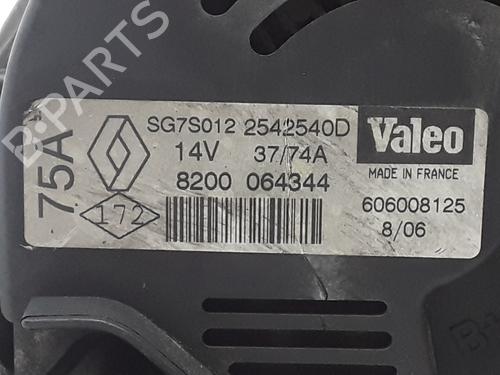 75A
172
SG7S012 2542540D
14V 37/74A
8200 064344
Valeo
MADE IN FRANCE
606008125
8/06
B-PARTS
B+